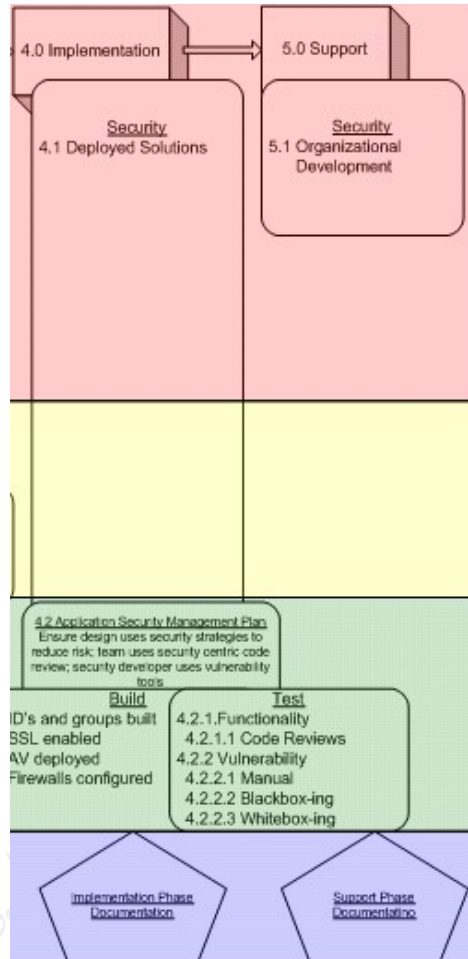 4.0 Implementation
5.0 Support
Security
4.1 Deployed Solutions
Security
5.1 Organizational
Development
4.2 Application Security Management Plan
Ensure design uses security strategies to
reduce risk; team uses security centric code
review; security developer uses vulnerability
tools
Build
ID's and groups built
SSL enabled
AV deployed
Firewalls configured
Test
4.2.1.Functionality
4.2.1.1 Code Reviews
4.2.2 Vulnerability
4.2.2.1 Manual
4.2.2.2 Blackbox-ing
4.2.2.3 Whitebox-ing
Implementation Phase
Documentation
Support Phase
Documentatino